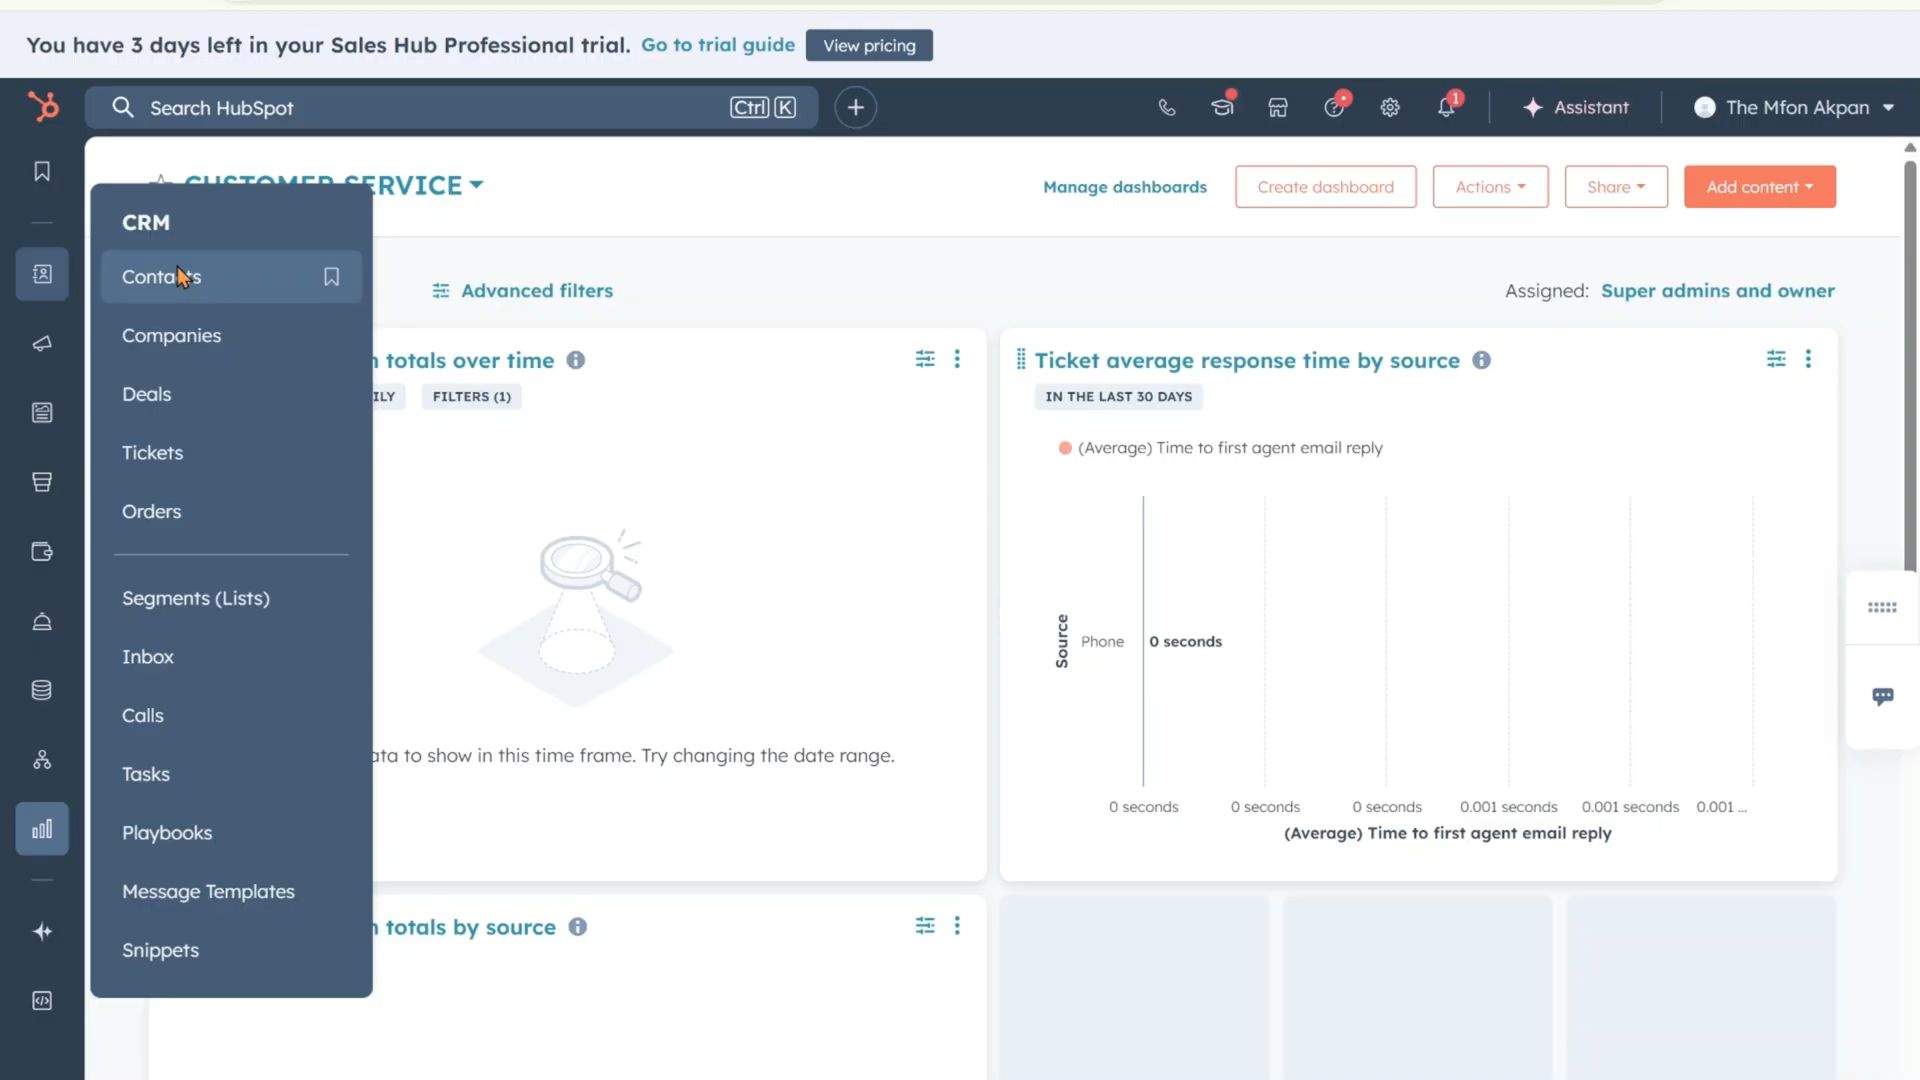 You have 3 days left in your Sales Hub Professional trial. Go to trial guide View pricing
Search HubSpot Ctrl K
1 Assistant The Mfon Akpan
SERVICE
Manage dashboards Create dashboard Actions Share Add content
CRM
Contacts
Companies
Deals
Tickets
Orders
Segments (Lists)
Inbox
Calls
Tasks
Playbooks
Message Templates
Snippets
Advanced filters
Assigned: Super admins and owner
totals over time
FILTERS (1)
to show in this time frame. Try changing the date range.
Ticket average response time by source
IN THE LAST 30 DAYS
(Average) Time to first agent email reply
Source
Phone 0 seconds
0 seconds 0 seconds 0 seconds 0.001 seconds 0.001 seconds 0.001 ...
(Average) Time to first agent email reply
totals by source